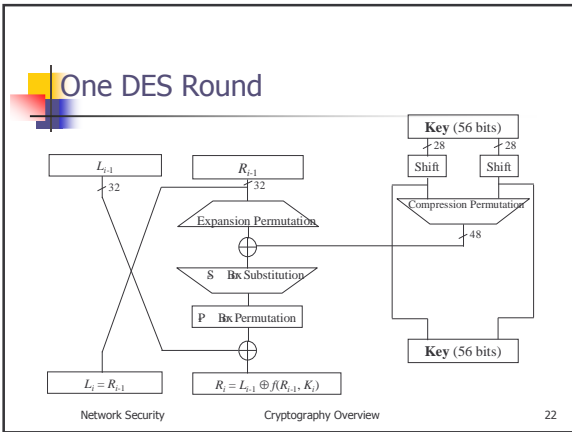 One DES Round
Key (56 bits)
28 28
Shift Shift
L_{i-1} R_{i-1}
32 32
Expansion Permutation
Compression Permutation
48
S Box Substitution
P Box Permutation
Key (56 bits)
L_i = R_{i-1} R_i = L_{i-1} ⊕ f(R_{i-1}, K_i)
Network Security Cryptography Overview 22